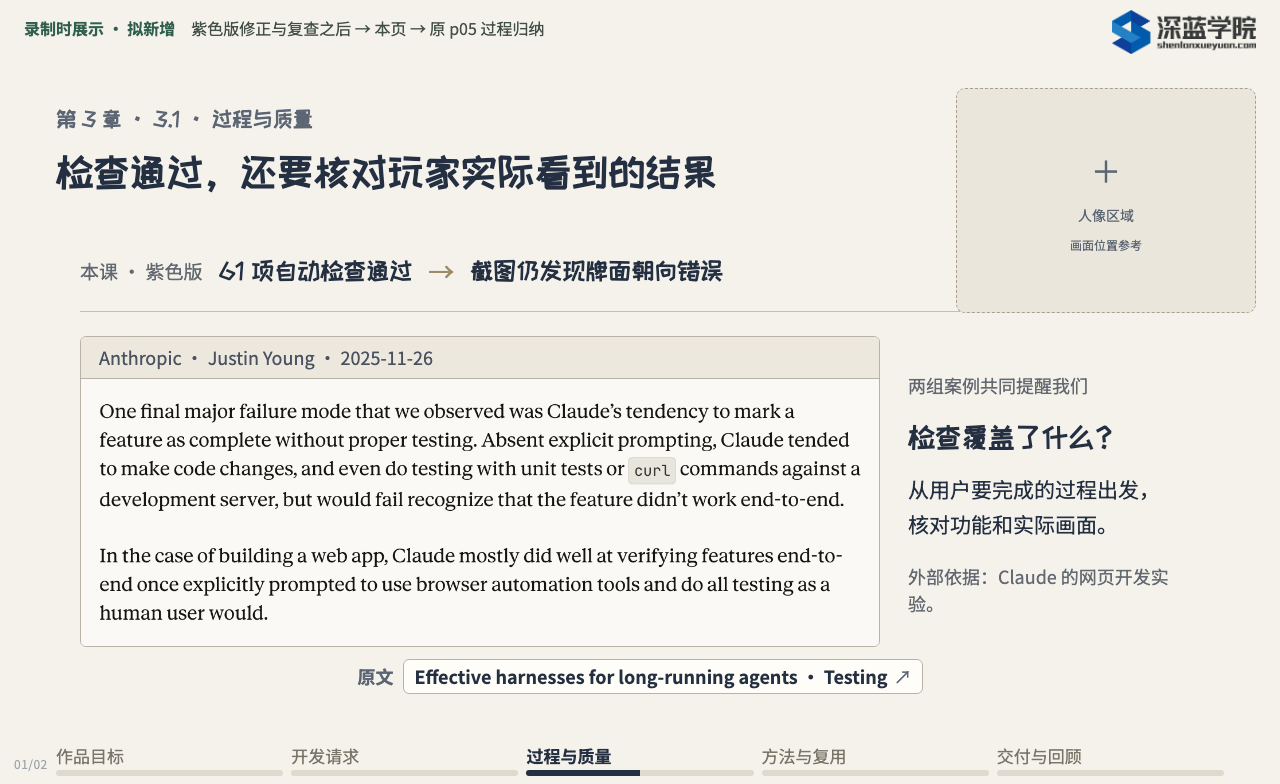 录制时展示 · 拟新增 紫色版修正与复查之后 → 本页 → 原 p05 过程归纳
深蓝学院
shenlanxueyuan.com
第 3 章 · 3.1 · 过程与质量
检查通过，还要核对玩家实际看到的结果
+
人像区域
画面位置参考
本课 · 紫色版 61 项自动检查通过 → 截图仍发现牌面朝向错误
Anthropic · Justin Young · 2025-11-26
One final major failure mode that we observed was Claude’s tendency to mark a
feature as complete without proper testing. Absent explicit prompting, Claude tended
to make code changes, and even do testing with unit tests or curl commands against a
development server, but would fail recognize that the feature didn’t work end-to-end.
In the case of building a web app, Claude mostly did well at verifying features end-to-
end once explicitly prompted to use browser automation tools and do all testing as a
human user would.
两组案例共同提醒我们
检查覆盖了什么？
从用户要完成的过程出发，
核对功能和实际画面。
外部依据：Claude 的网页开发实
验。
原文 Effective harnesses for long-running agents · Testing ↗
01/02
作品目标
开发请求
过程与质量
方法与复用
交付与回顾